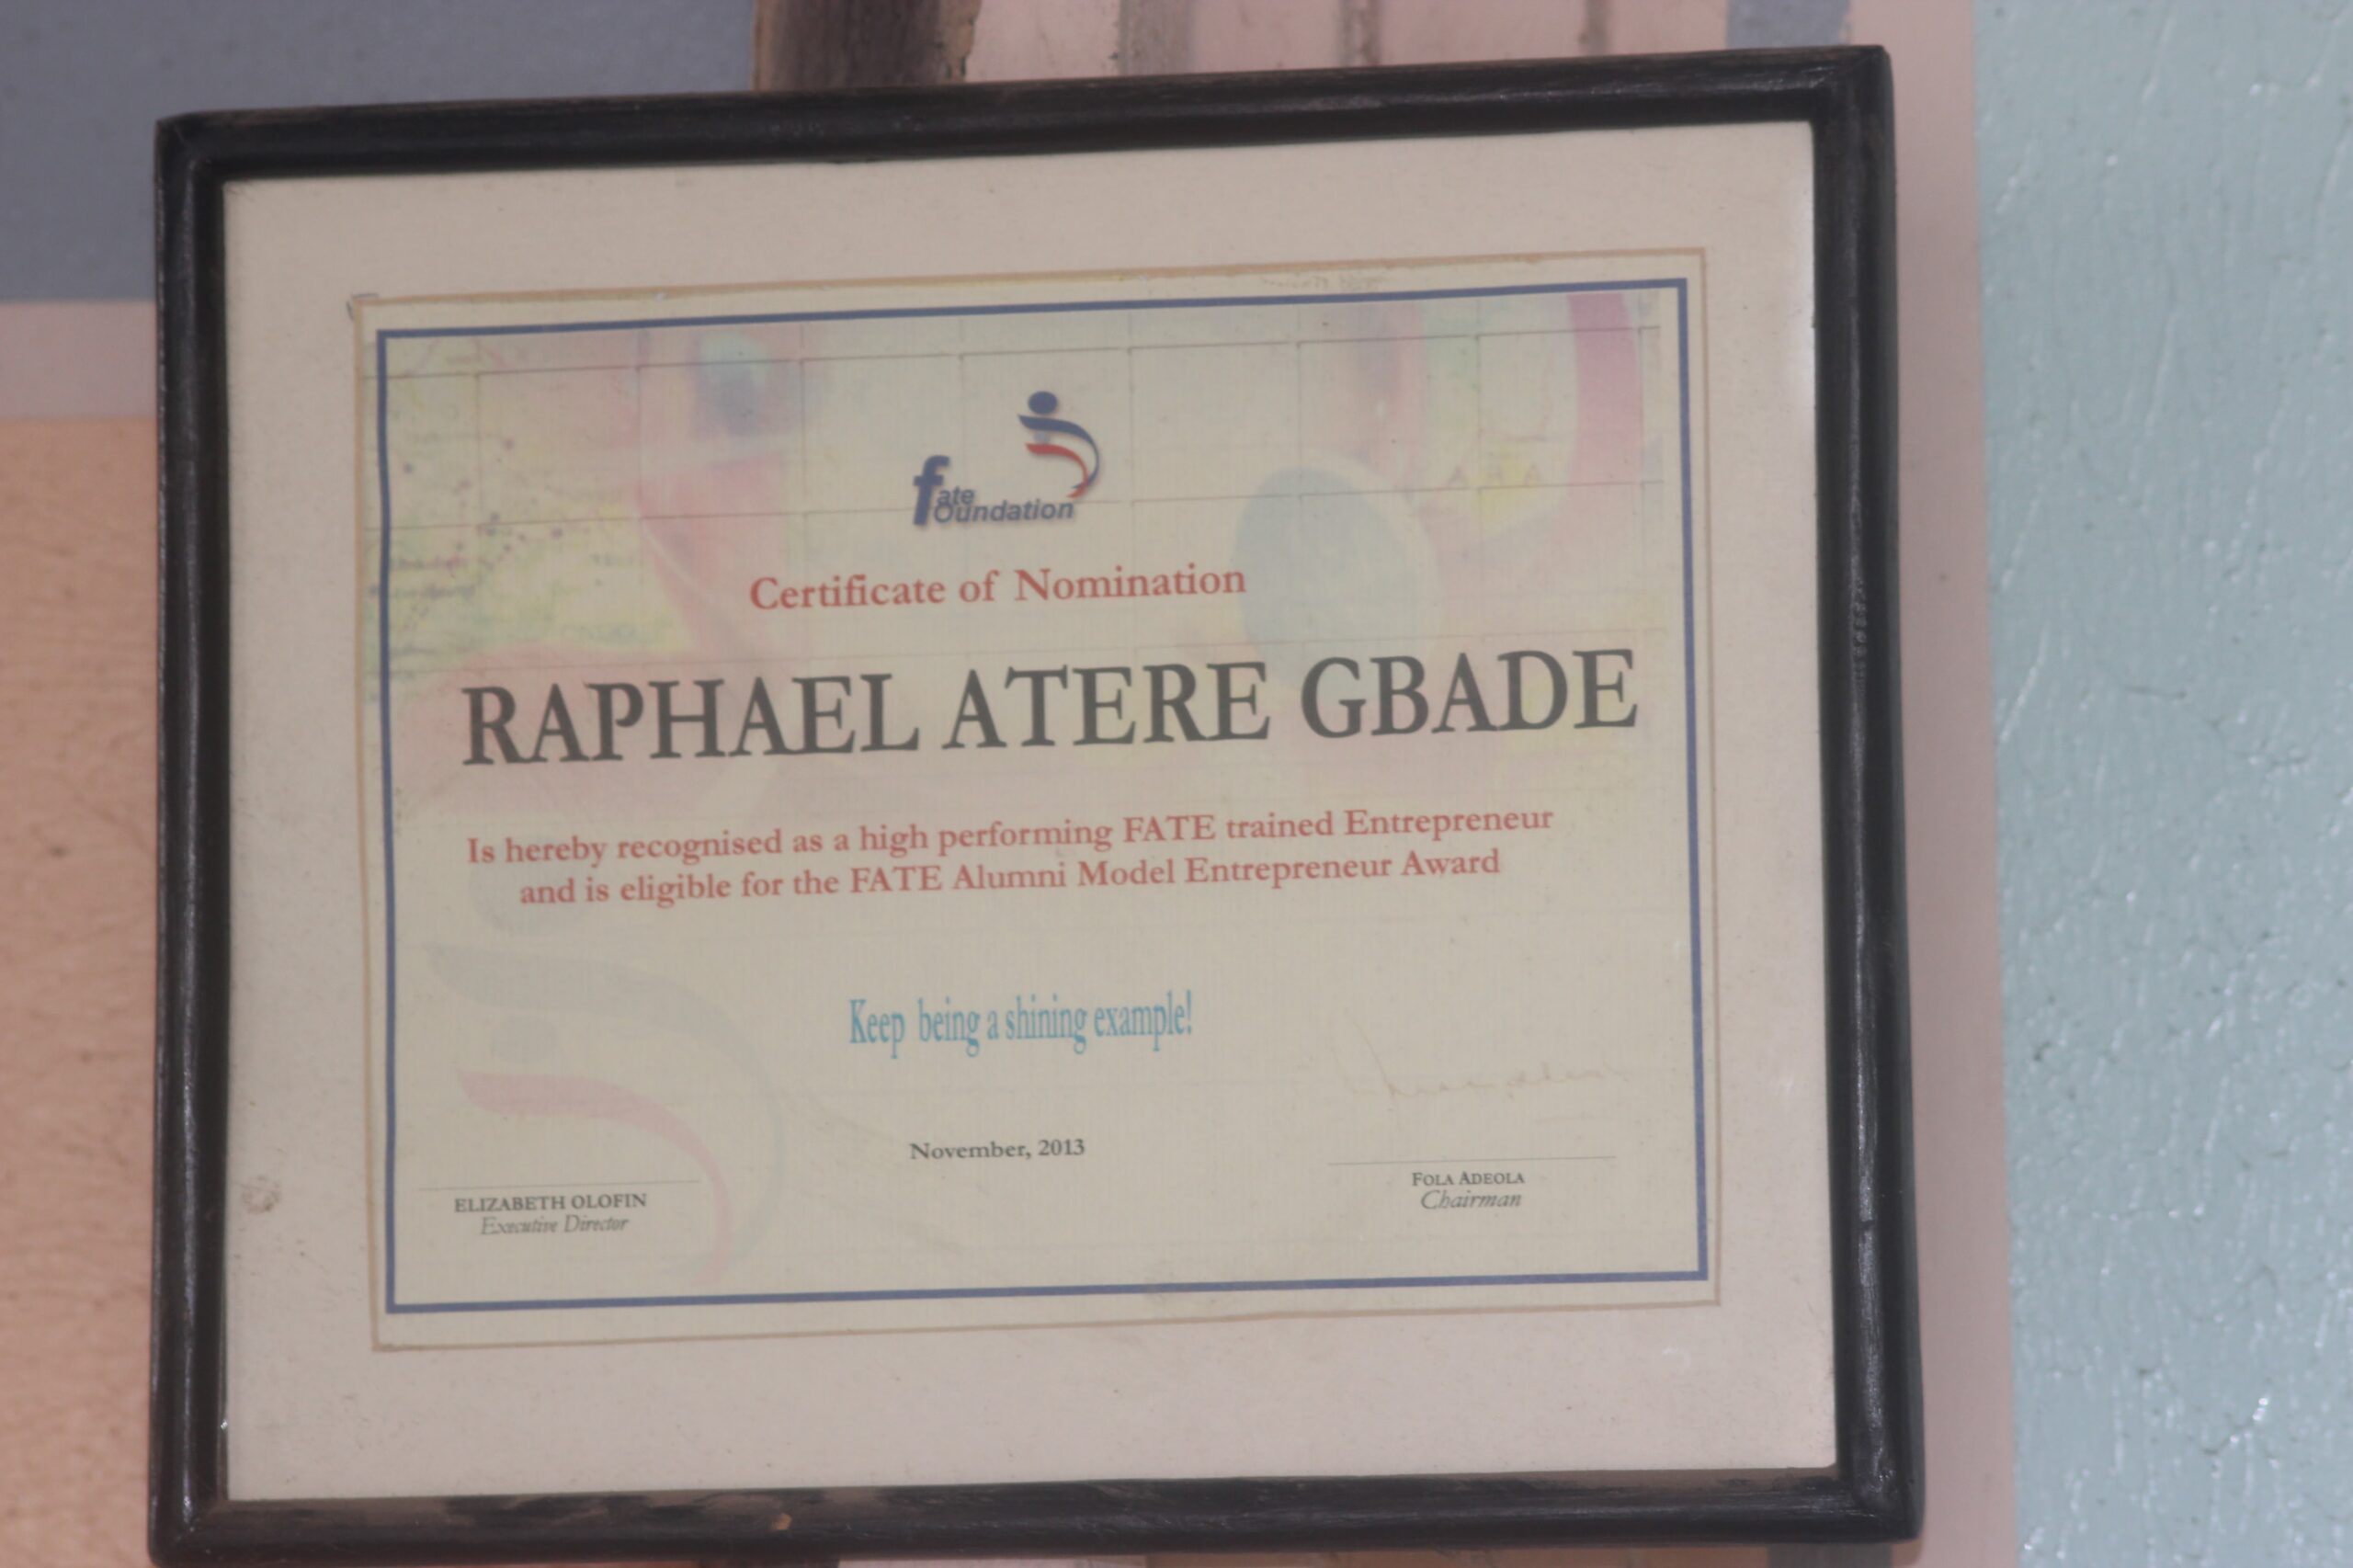 fate
foundation
Certificate of Nomination
RAPHAEL ATERE GBADE
Is hereby recognised as a high performing FATE trained Entrepreneur
and is eligible for the FATE Alumni Model Entrepreneur Award
Keep being a shining example!
November, 2013
ELIZABETH OLOFIN
Executive Director
FOLA ADEOLA
Chairman